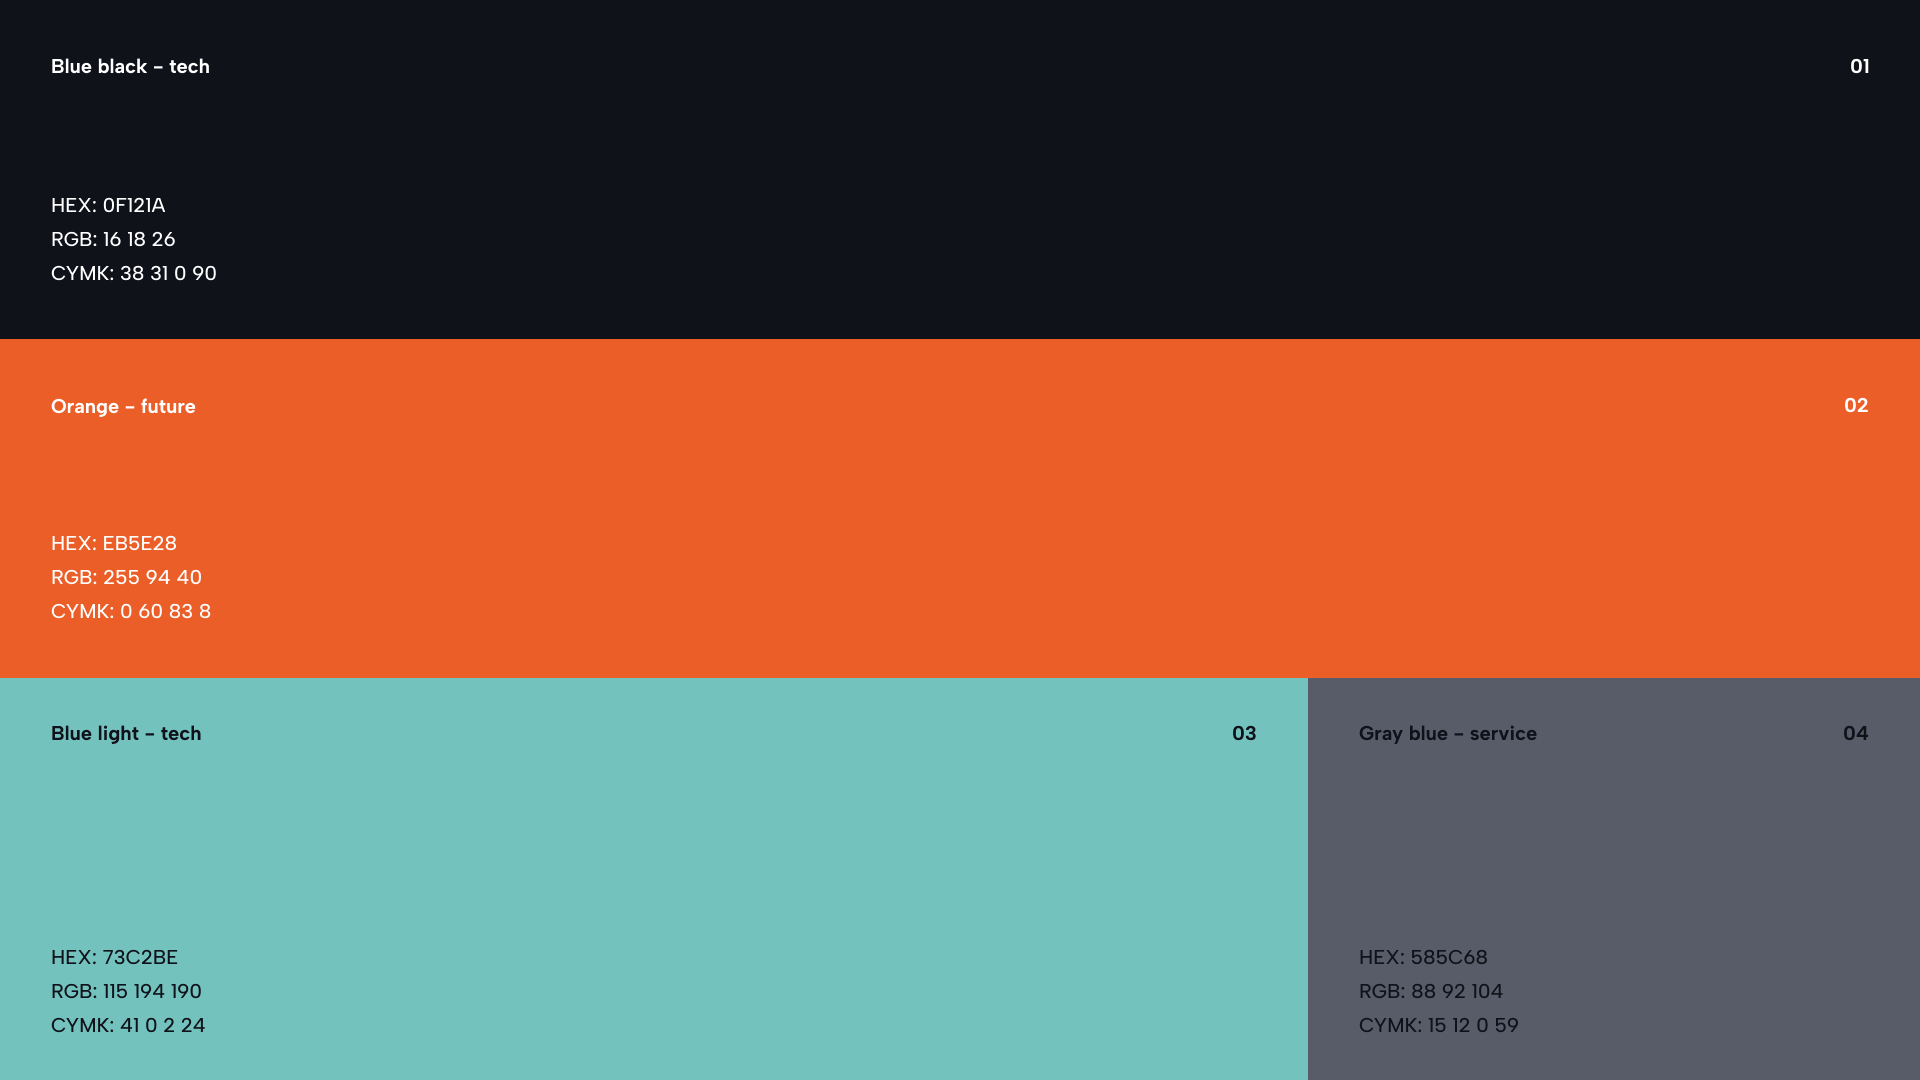 Blue black – tech
01
HEX: 0F121A
RGB: 16 18 26
CYMK: 38 31 0 90
Orange – future
02
HEX: EB5E28
RGB: 255 94 40
CYMK: 0 60 83 8
Blue light – tech
03
HEX: 73C2BE
RGB: 115 194 190
CYMK: 41 0 2 24
Gray blue – service
04
HEX: 585C68
RGB: 88 92 104
CYMK: 15 12 0 59